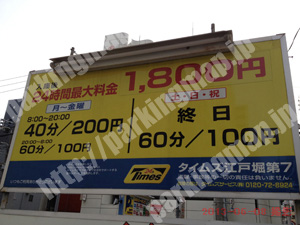 入庫後
24時間最大料金 1,800円
月〜金曜
土・日・祝
8:00~20:00
40分/200円
20:00~8:00
60分/100円
終日
60分/100円
Times
タイムズ江戸堀第7